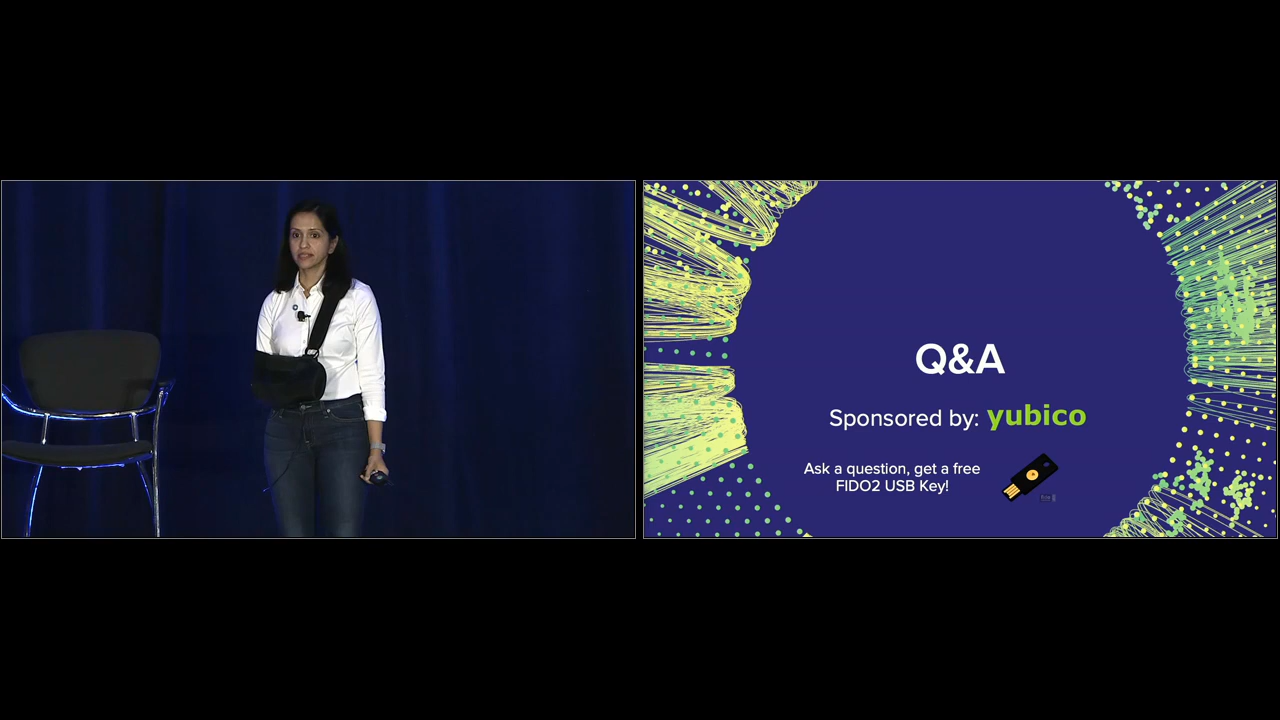 Q&A
Sponsored by: yubico
Ask a question, get a free
FIDO2 USB Key!